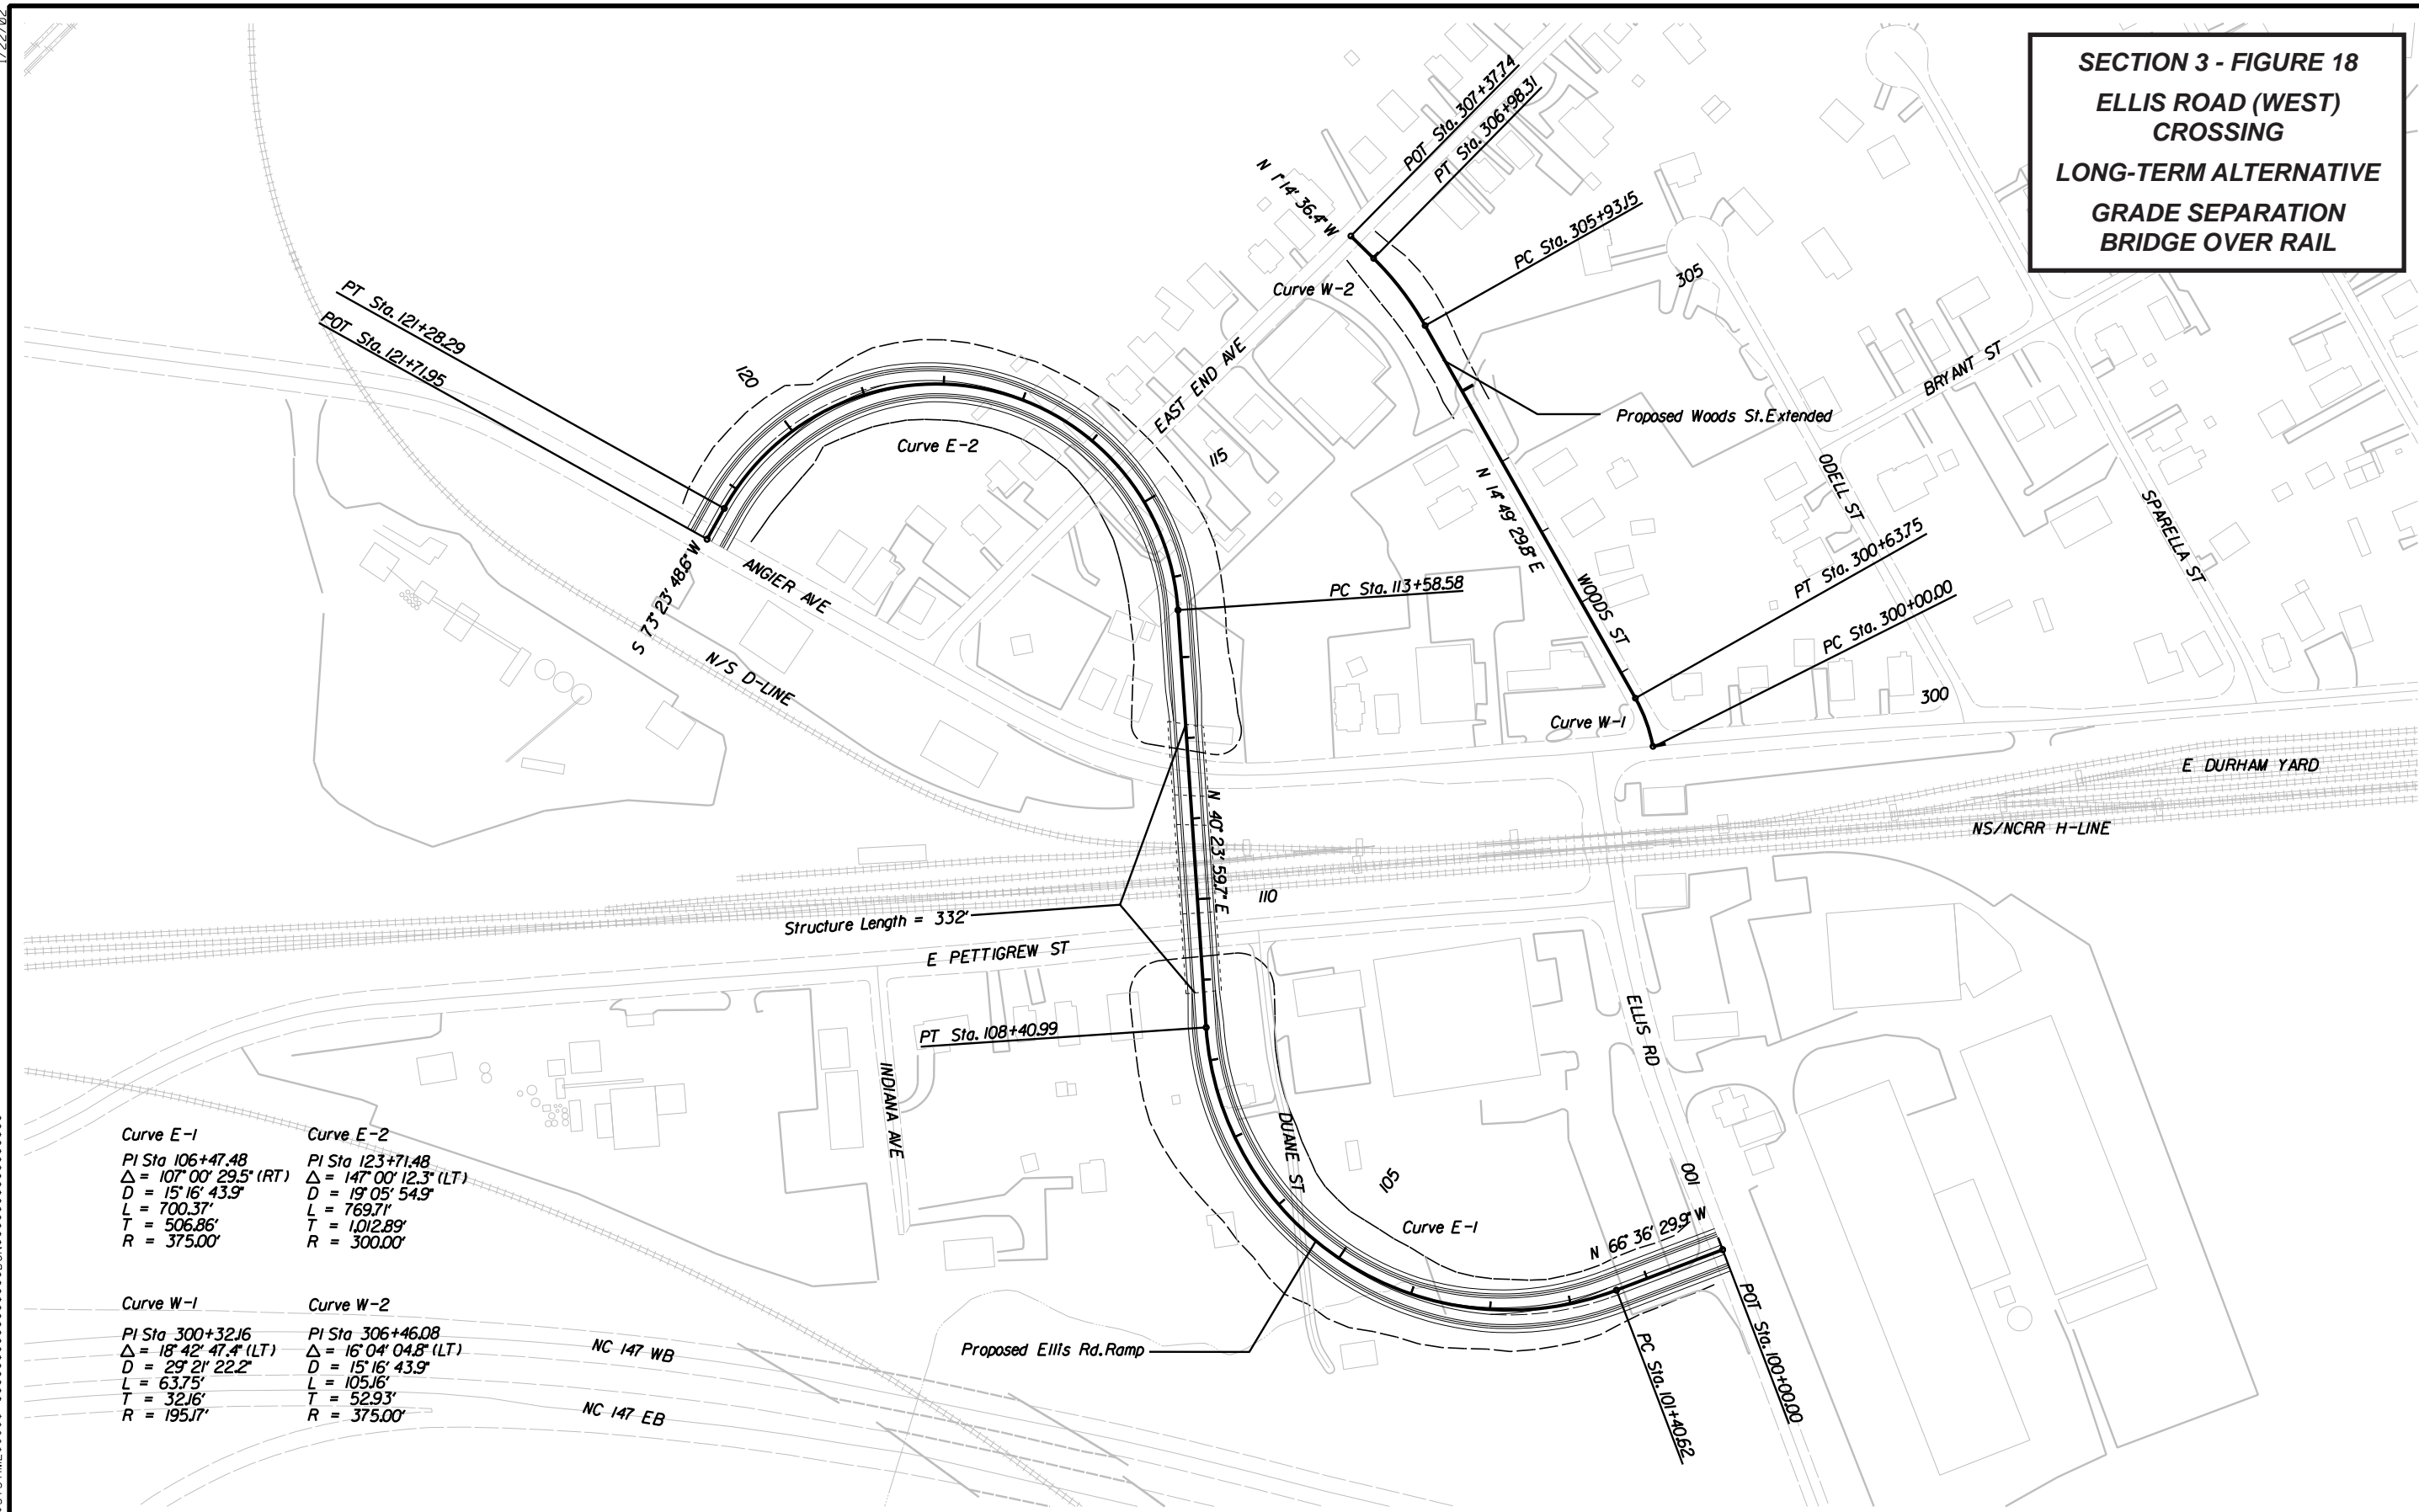 1/22/02
SECTION 3 - FIGURE 18
ELLIS ROAD (WEST)
CROSSING
LONG-TERM ALTERNATIVE
GRADE SEPARATION
BRIDGE OVER RAIL
POT Sta. 307+37.74
PT Sta. 306+98.31
N 1° 14' 36.4" W
PC Sta. 305+93.15
Curve W-2
305
PT Sta. 121+28.29
POT Sta. 121+71.95
120
EAST END AVE
BRYANT ST
Proposed Woods St. Extended
Curve E-2
115
N 14° 49' 29.8" E
ODELL ST
SPARELLA ST
PT Sta. 300+63.75
S 73° 23' 48.6" W
ANGIER AVE
PC Sta. 113+58.58
WOODS ST
PC Sta. 300+00.00
N/S D-LINE
300
Curve W-1
E DURHAM YARD
N 40° 23' 59.7" E
NS/NCRR H-LINE
110
Structure Length = 332'
E PETTIGREW ST
PT Sta. 108+40.99
ELLIS RD
INDIANA AVE
DUANE ST
105
100
Curve E-1
N 66° 36' 29.9" W
Proposed Ellis Rd. Ramp
POT Sta. 100+00.00
PC Sta. 101+40.62
NC 147 WB
NC 147 EB
Curve E-1
PI Sta 106+47.48
Δ = 107° 00' 29.5" (RT)
D = 15° 16' 43.9"
L = 700.37'
T = 506.86'
R = 375.00'
Curve E-2
PI Sta 123+71.48
Δ = 147° 00' 12.3" (LT)
D = 19° 05' 54.9"
L = 769.71'
T = 1,012.89'
R = 300.00'
Curve W-1
PI Sta 300+32.16
Δ = 18° 42' 47.4" (LT)
D = 29° 21' 22.2"
L = 63.75'
T = 32.16'
R = 195.17'
Curve W-2
PI Sta 306+46.08
Δ = 16° 04' 04.8" (LT)
D = 15° 16' 43.9"
L = 105.16'
T = 52.93'
R = 375.00'